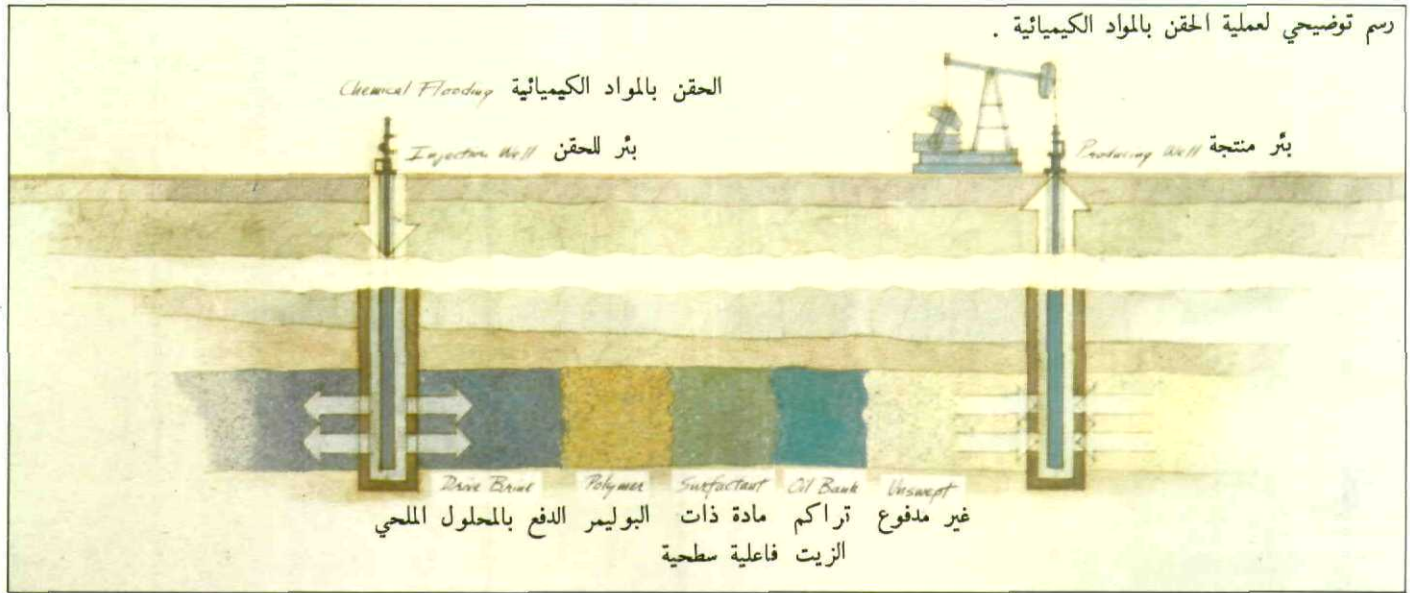 رسم توضيحي لعملية الحقن بالمواد الكيميائية .
Chemical Flooding الحقن بالمواد الكيميائية
Injection Well بئر للحقن
Producing Well بئر منتجة
Drive Brine Polymer Surfactant Oil Bank Unswept
غير مدفوع تراكم مادة ذات البوليمر الدفع بالمحلول الملحي
الزيت فاعلية سطحية